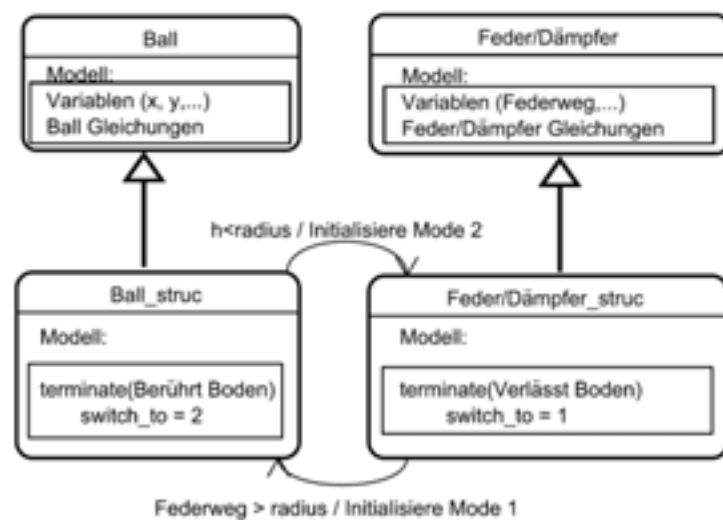 Ball
Modell:
Variablen (x, y,...)
Ball Gleichungen
Feder/Dämpfer
Modell:
Variablen (Federweg,...)
Feder/Dämpfer Gleichungen
h<radius / Initialisiere Mode 2
Ball_struc
Modell:
terminate(Berührt Boden)
switch_to = 2
Feder/Dämpfer_struc
Modell:
terminate(Verlässt Boden)
switch_to = 1
Federweg > radius / Initialisiere Mode 1